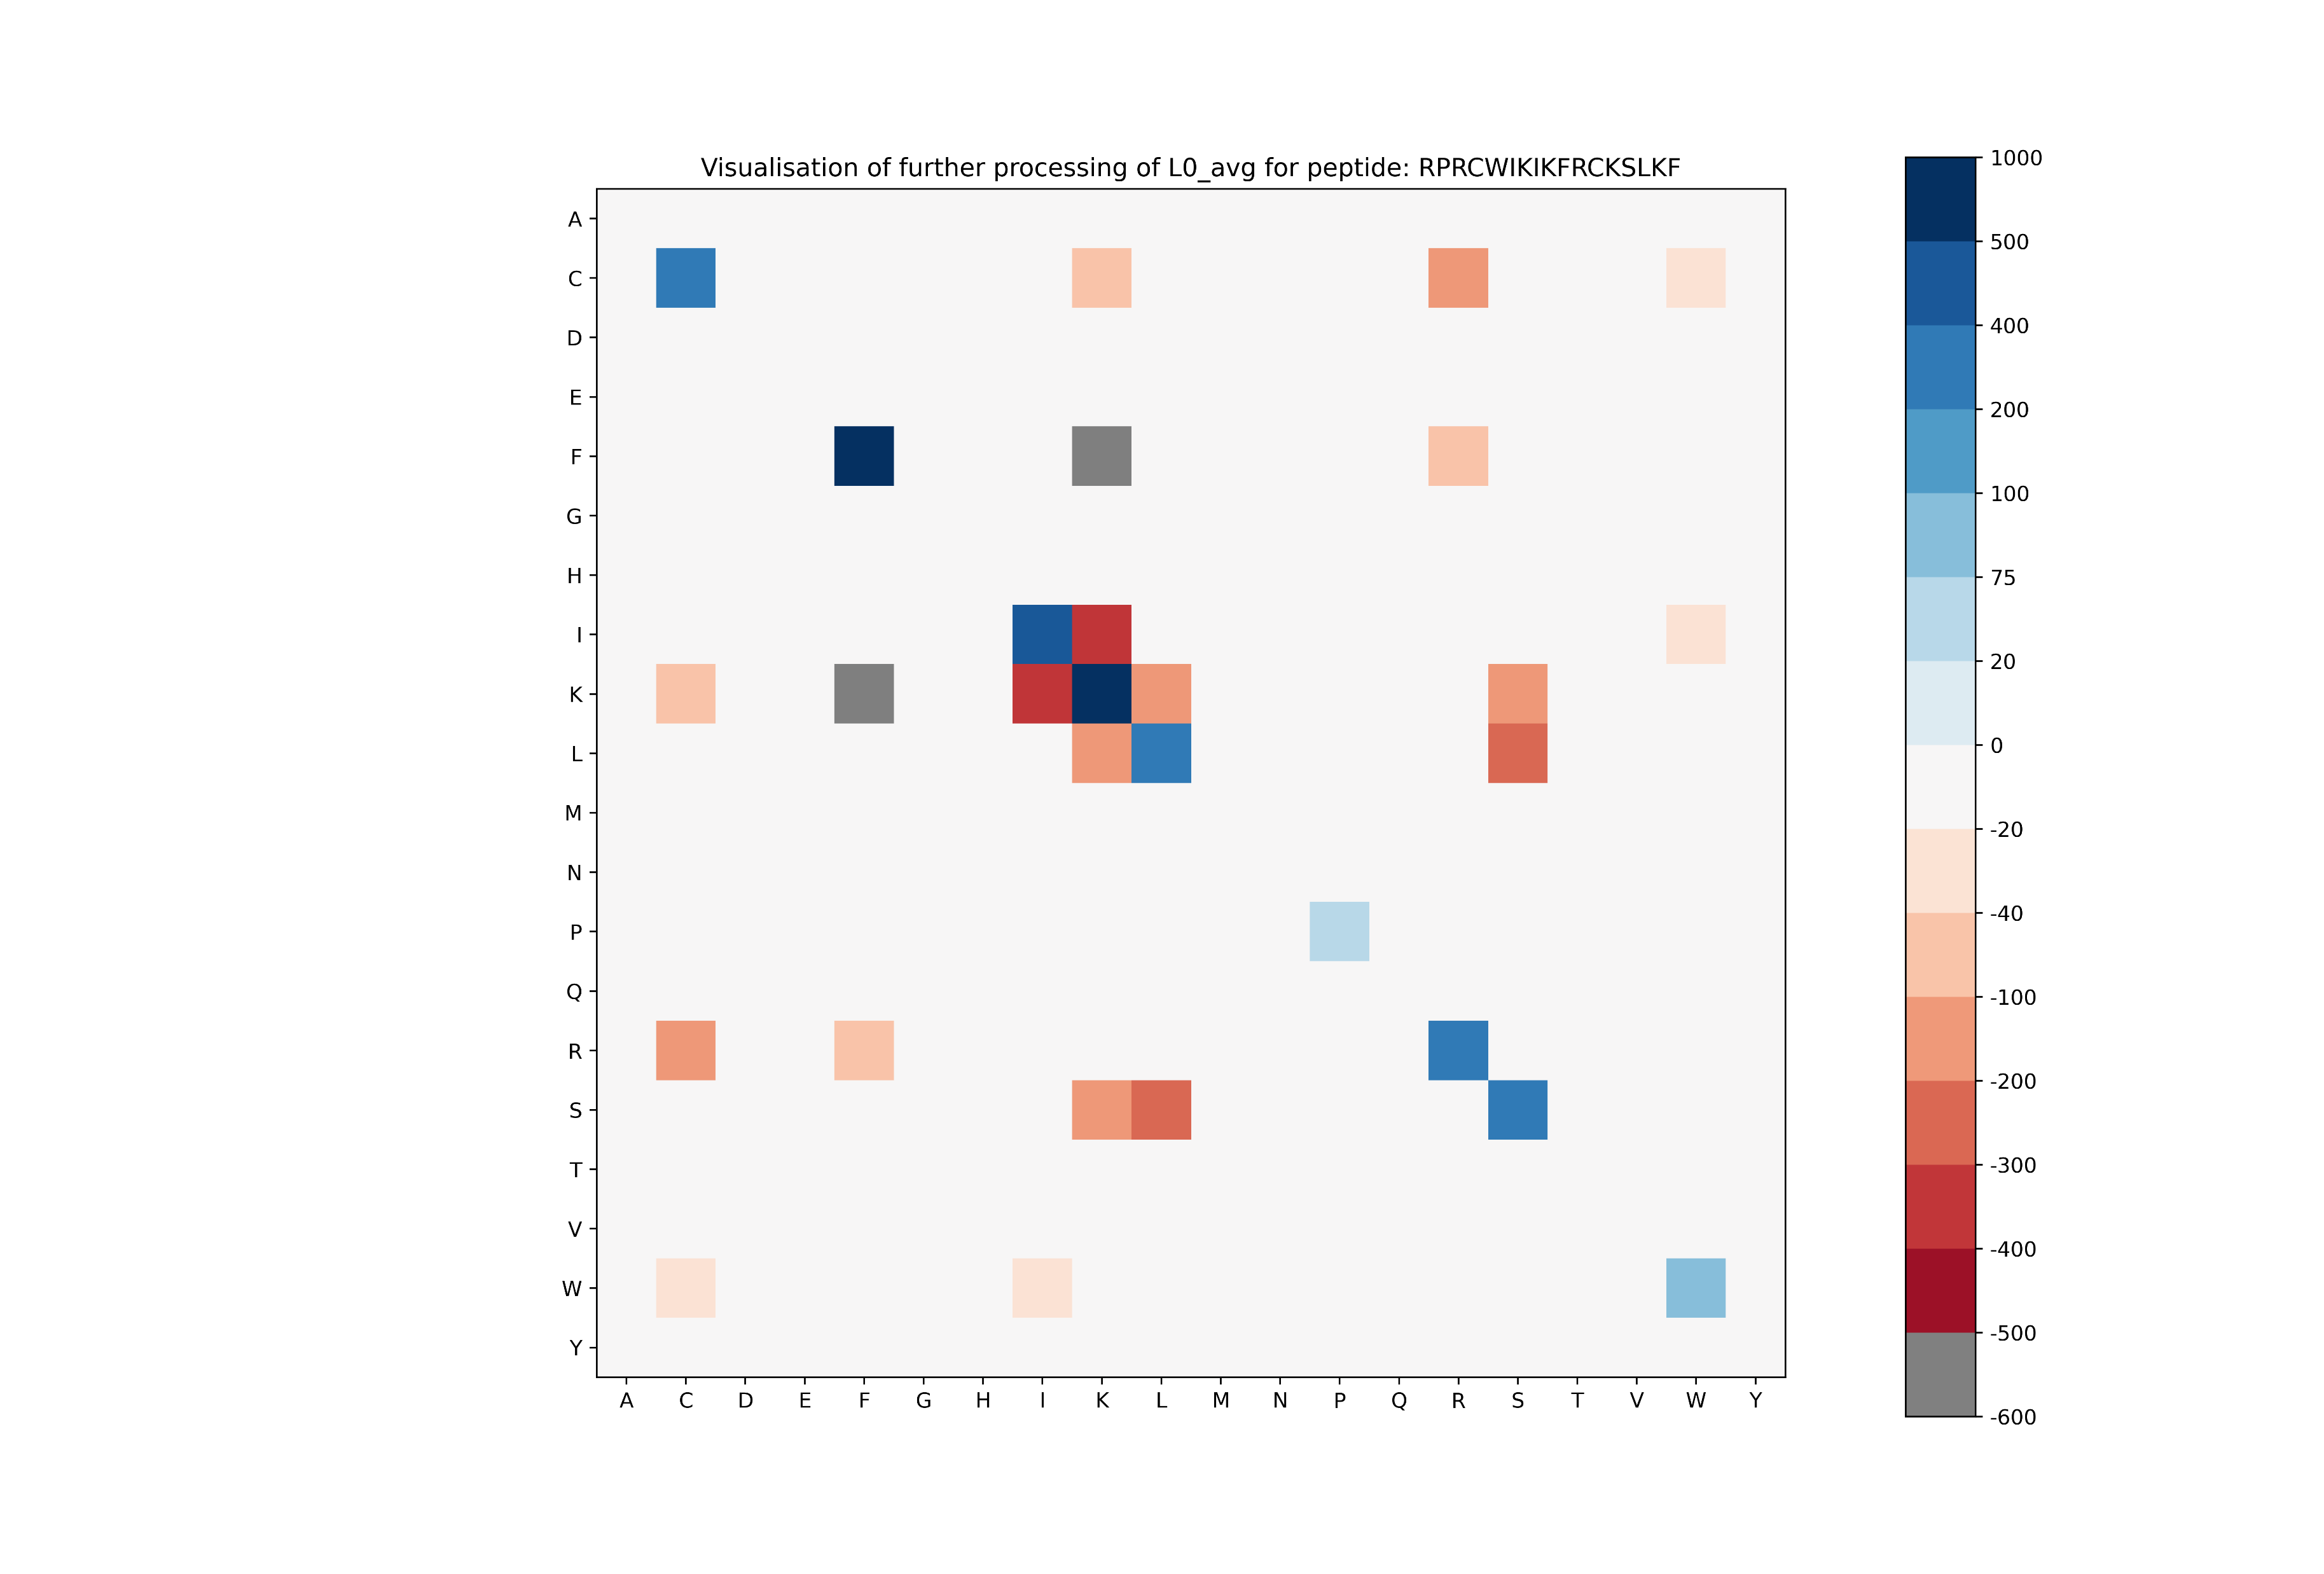 Visualisation of further processing of L0_avg for peptide: RPRCWIKIKFRCKSLKF
A
C
D
E
F
G
H
I
K
L
M
N
P
Q
R
S
T
V
W
Y
A C D E F G H I K L M N P Q R S T V W Y
1000
500
400
200
100
75
20
0
-20
-40
-100
-200
-300
-400
-500
-600